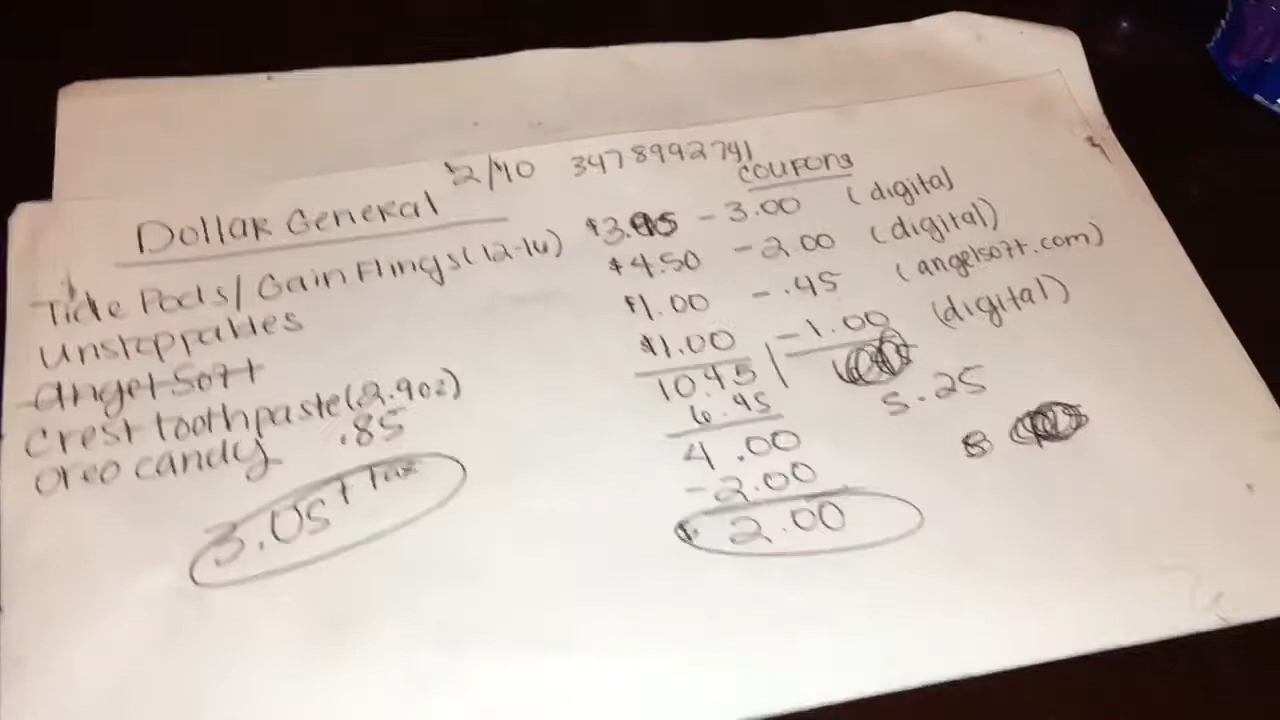 2/10 3478992741
Dollar General
coupons
Tide Pods/Gain Flings(12-16) $3.95 - 3.00 (digital)
Unstoppables $4.50 - 2.00 (digital)
angel soft $1.00 - .45 (angelsoft.com)
crest toothpaste(2.9oz) $1.00 - 1.00 (digital)
oreo candy .85 10.45
6.45 5.25
4.00 8
- 2.00
3.05 + Tax $ 2.00